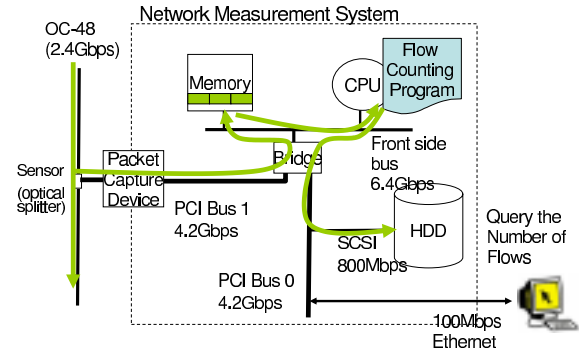 Network Measurement System
OC-48
(2.4Gbps)
Flow
Counting
Program
Memory
CPU
Packet
Capture
Device
Bridge
Front side
bus
6.4Gbps
Sensor
(optical
splitter)
PCI Bus 1
4.2Gbps
SCSI
800Mbps
HDD
Query the
Number of
Flows
PCI Bus 0
4.2Gbps
100Mbps
Ethernet